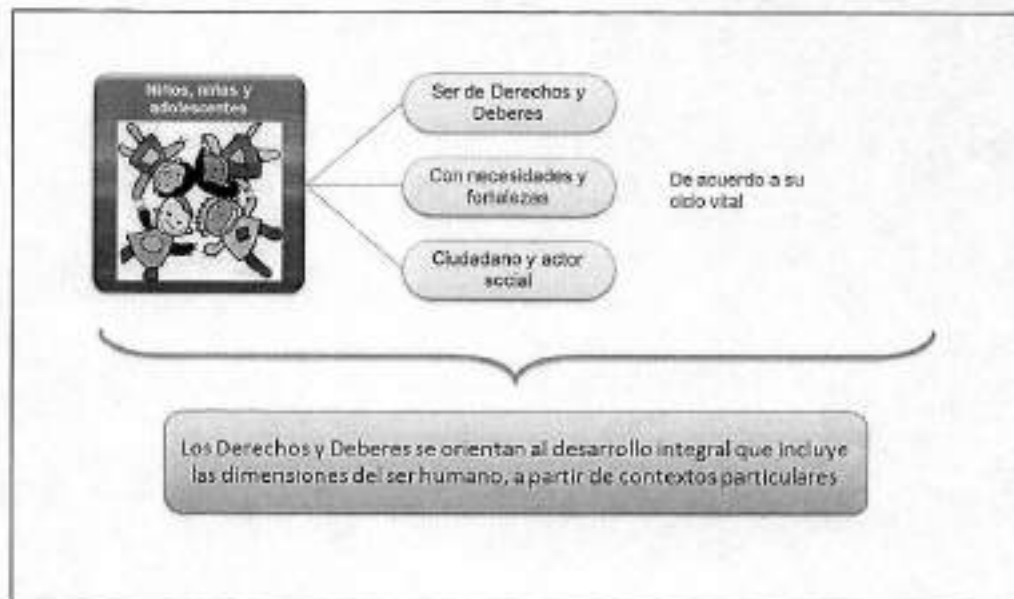 Niños, niñas y
adolescentes
Ser de Derechos y
Deberes
Con necesidades y
fortalezas
De acuerdo a su
ciclo vital
Ciudadano y actor
social
Los Derechos y Deberes se orientan al desarrollo integral que incluye
las dimensiones del ser humano, a partir de contextos particulares